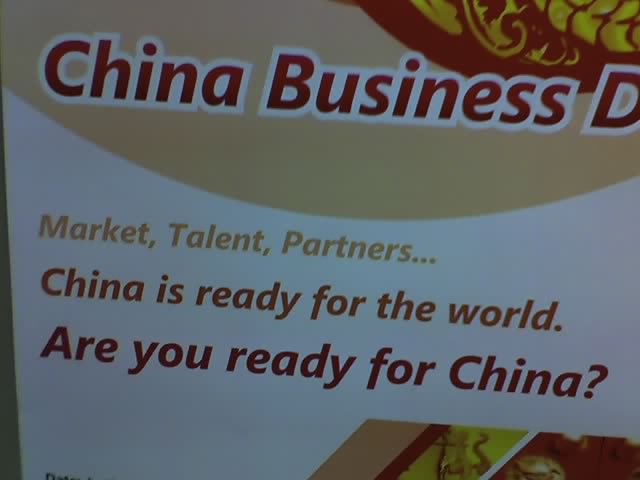 China Business D
Market, Talent, Partners...
China is ready for the world.
Are you ready for China?